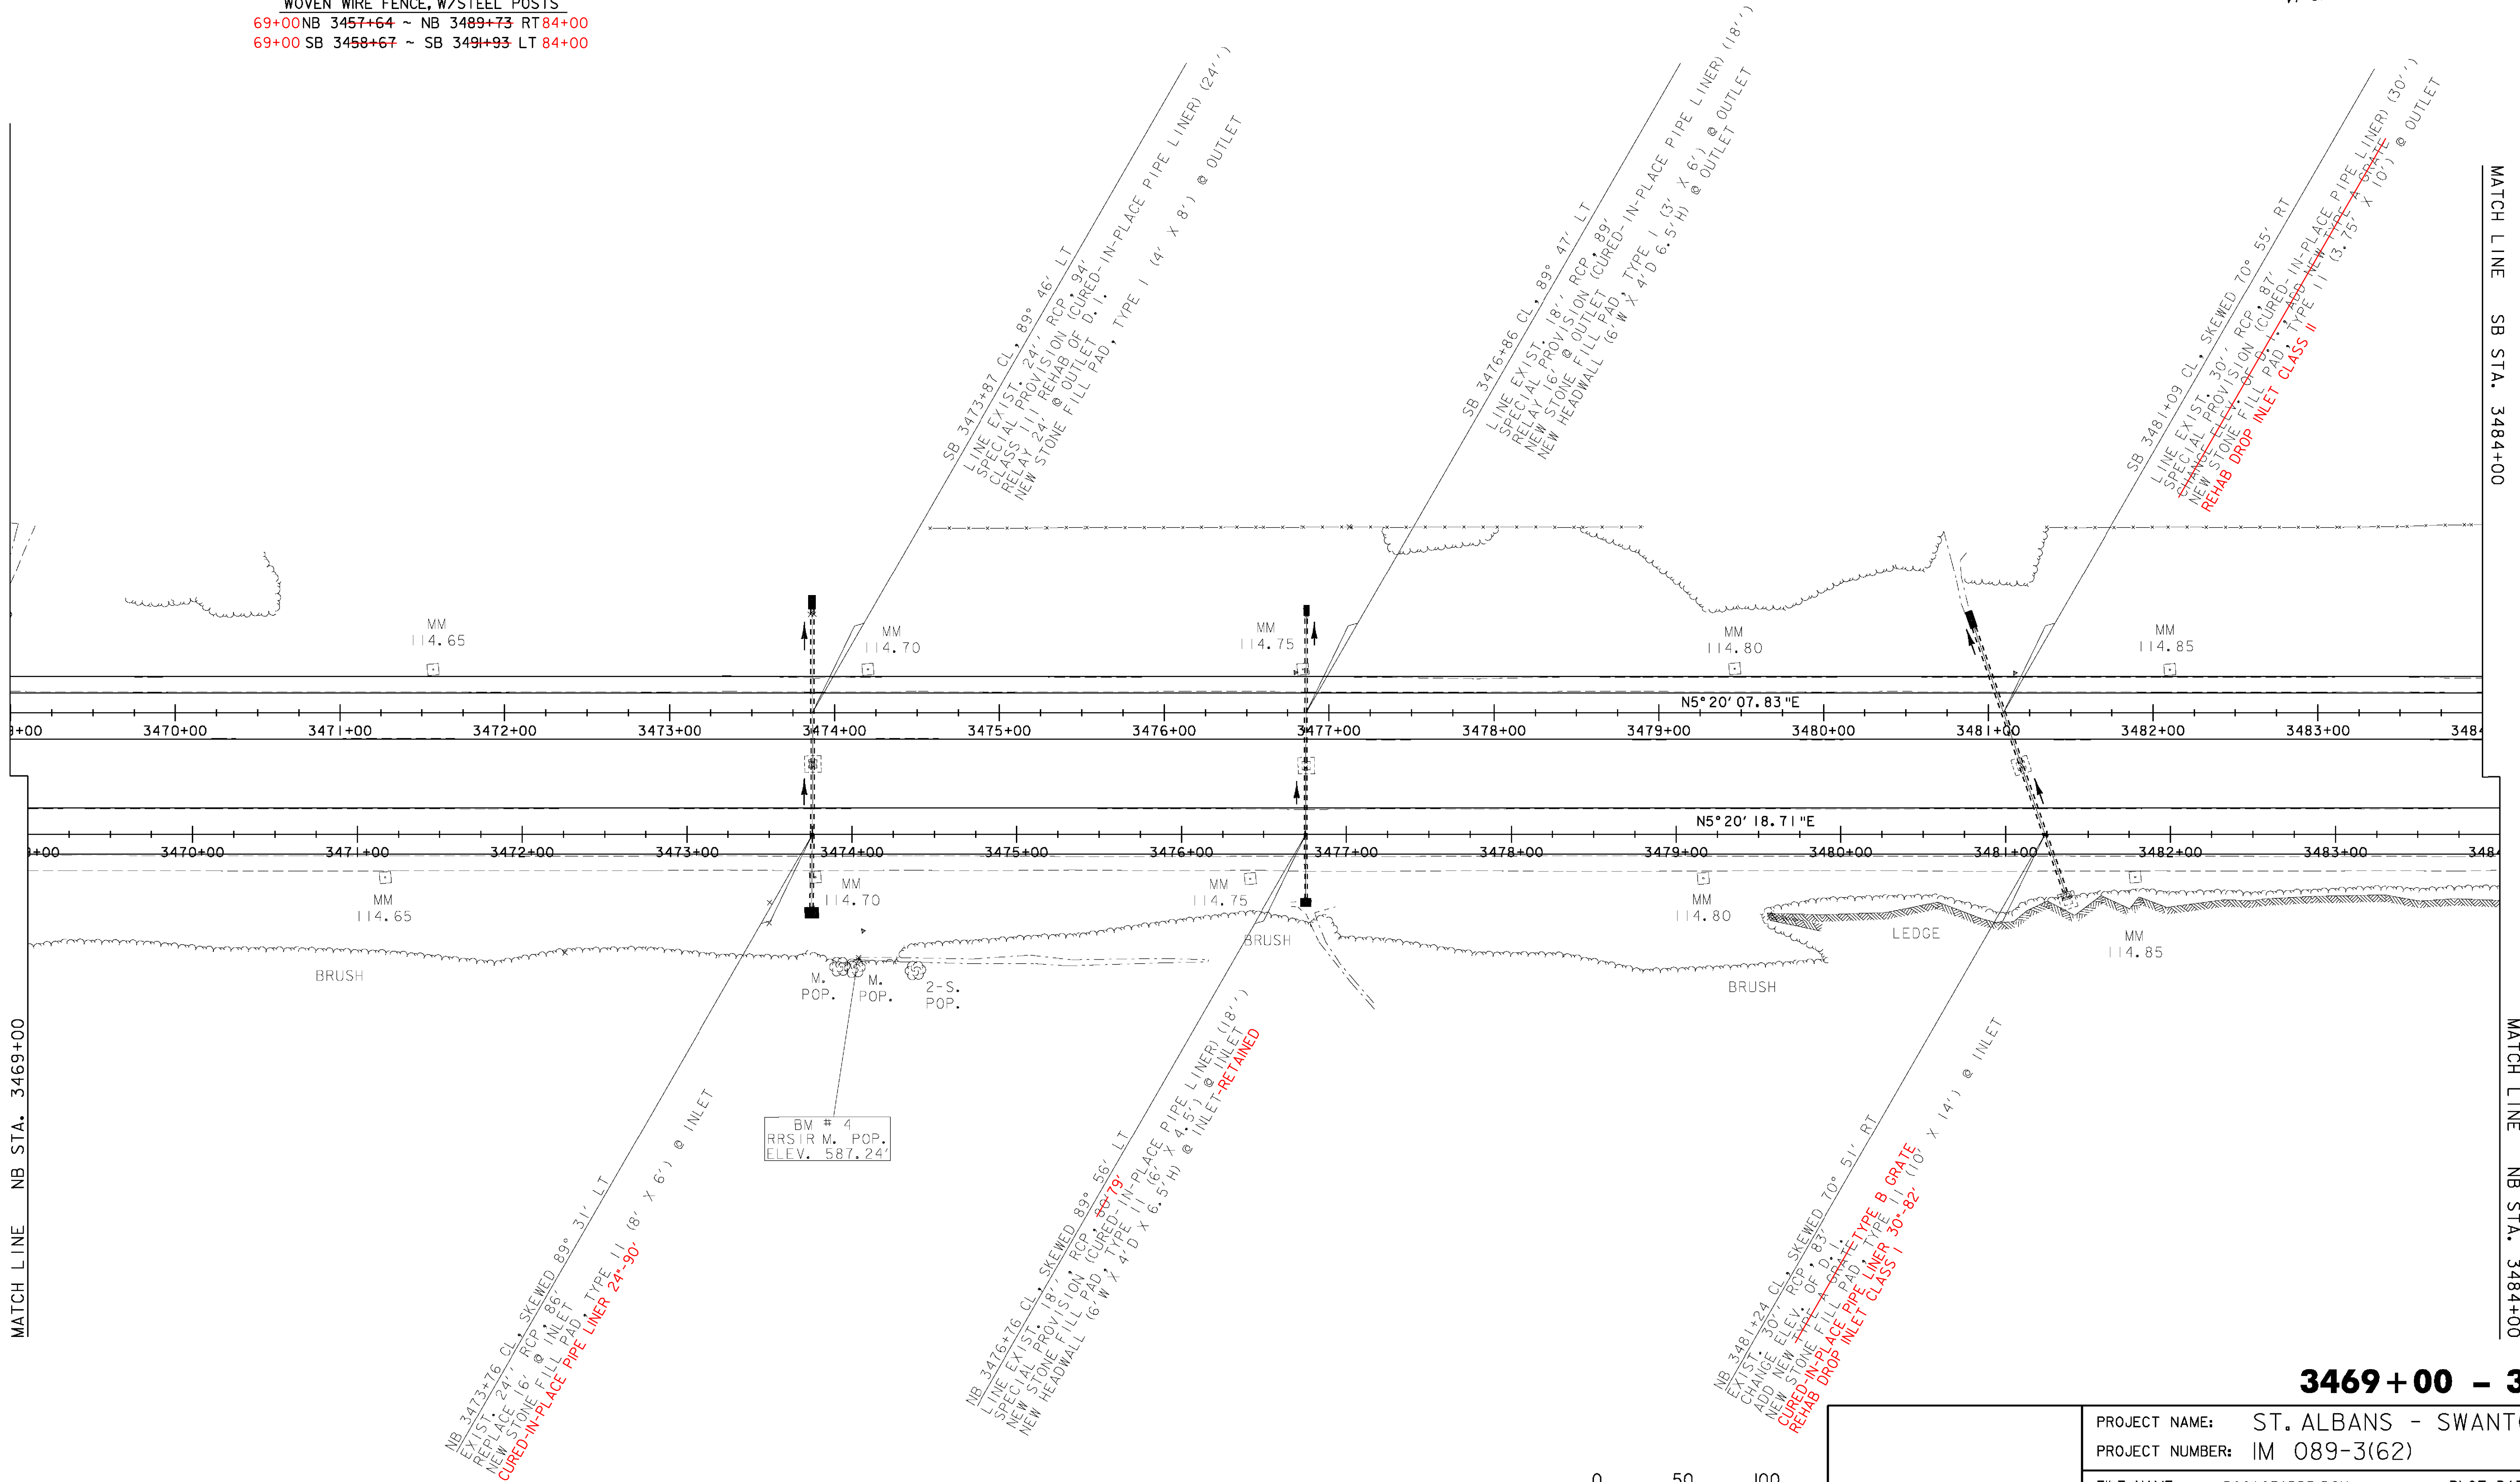 WOVEN WIRE FENCE, W/STEEL POSTS
69+00 NB 3457+64 ~ NB 3489+73 RT 84+00
69+00 SB 3458+67 ~ SB 3491+93 LT 84+00
SB 3473+87 CL, 89° 46' LT
LINE EXIST. 24'' RCP, 94'
SPECIAL PROVISION (CURED-IN-PLACE PIPE LINER) (24'')
CLASS III REHAB OF D.I.
RELAY 24' @ OUTLET
NEW STONE FILL PAD, TYPE I (4' X 8') @ OUTLET
SB 3476+86 CL, 89° 47' LT
LINE EXIST. 18'' RCP, 89'
SPECIAL PROVISION (CURED-IN-PLACE PIPE LINER) (18'')
RELAY 16' @ OUTLET
NEW STONE FILL PAD, TYPE I (3' X 6') @ OUTLET
NEW HEADWALL (6'W X 4'D 6.5'H) @ OUTLET
SB 3481+09 CL, SKEWED 70° 55' RT
LINE EXIST. 30'' RCP, 87'
SPECIAL PROVISION (CURED-IN-PLACE PIPE LINER) (30'')
CHANGE ELEV. OF D.I., ADD NEW TYPE A GRATE
NEW STONE FILL PAD, TYPE II (3.75' X 10') @ OUTLET
REHAB DROP INLET CLASS II
MATCH LINE SB STA. 3484+00
MM
114.65
MM
114.70
MM
114.75
MM
114.80
MM
114.85
N5°20'07.83"E
+00 3470+00 3471+00 3472+00 3473+00 3474+00 3475+00 3476+00 3477+00 3478+00 3479+00 3480+00 3481+00 3482+00 3483+00 348
N5°20'18.71"E
+00 3470+00 3471+00 3472+00 3473+00 3474+00 3475+00 3476+00 3477+00 3478+00 3479+00 3480+00 3481+00 3482+00 3483+00 348
MM
114.65
MM
114.70
MM
114.75
MM
114.80
MM
114.85
BRUSH
BRUSH
BRUSH
LEDGE
M.
POP.
M.
POP.
2-S.
POP.
BM # 4
RRSIR M. POP.
ELEV. 587.24'
MATCH LINE NB STA. 3469+00
MATCH LINE NB STA. 3484+00
NB 3473+76 CL, SKEWED 89° 31' LT
EXIST. 24'' RCP, 86'
REPLACE 16' @ INLET
NEW STONE FILL PAD, TYPE II (8' X 6') @ INLET
CURED-IN-PLACE PIPE LINER 24"-90'
NB 3476+76 CL, SKEWED 89° 56' LT
LINE EXIST. 18'', RCP, 80' 79'
SPECIAL PROVISION (CURED-IN-PLACE PIPE LINER) (18'')
NEW STONE FILL PAD, TYPE II (6' X 4.5') @ INLET
NEW HEADWALL (6'W X 4'D X 6.5'H) @ INLET-RETAINED
NB 3481+24 CL, SKEWED 70° 51' RT
EXIST. 30'' RCP, 83'
CHANGE ELEV. OF D.I.
ADD NEW TYPE A GRATE TYPE B GRATE
NEW STONE FILL PAD, TYPE II (10' X 14') @ INLET
CURED-IN-PLACE PIPE LINER 30"-82'
REHAB DROP INLET CLASS I
3469+00 – 3
PROJECT NAME: ST. ALBANS - SWANT
PROJECT NUMBER: IM 089-3(62)
0 50 100